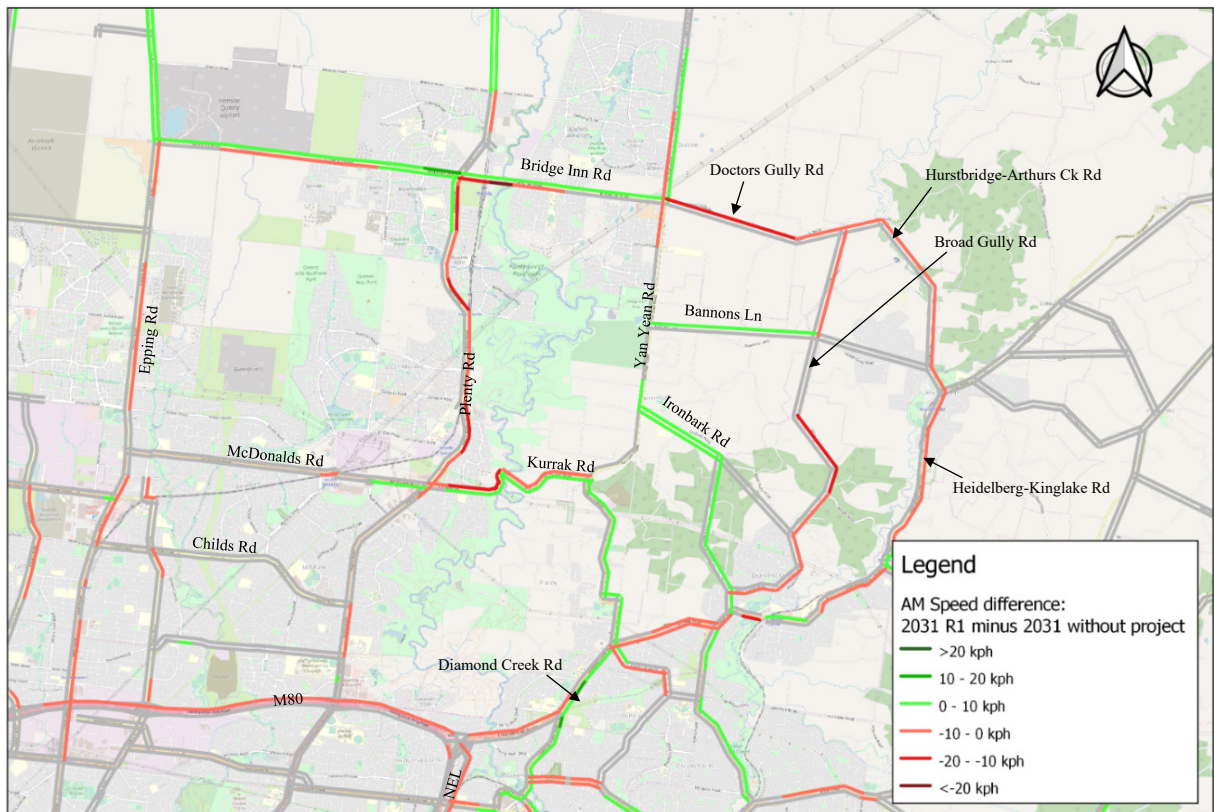 Bridge Inn Rd
Doctors Gully Rd
Hurstbridge-Arthurs Ck Rd
Broad Gully Rd
Epping Rd
Yan Yean Rd
Bannons Ln
Plenty Rd
Ironbark Rd
McDonalds Rd
Kurrak Rd
Heidelberg-Kinglake Rd
Childs Rd
Diamond Creek Rd
M80
NEL
Legend
AM Speed difference:
2031 R1 minus 2031 without project
>20 kph
10 - 20 kph
0 - 10 kph
-10 - 0 kph
-20 - -10 kph
<-20 kph